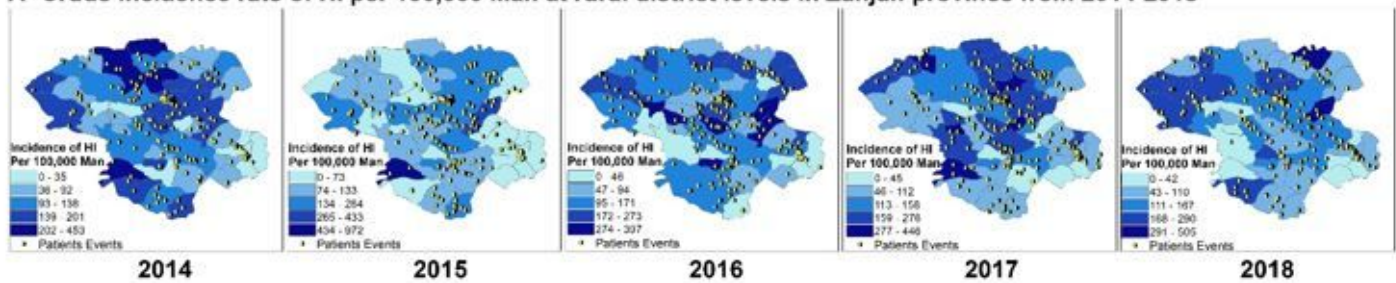 Crude incidence rate of HI per 100,000 Man at rural district levels in Zanjan province from 2014-2018
Incidence of HI
Per 100,000 Man
0 - 35
36 - 92
93 - 138
139 - 201
202 - 453
Patients Events
2014
Incidence of HI
Per 100,000 Man
0 - 73
74 - 133
134 - 264
265 - 433
434 - 972
Patients Events
2015
Incidence of HI
Per 100,000 Man
0 - 46
47 - 94
95 - 171
172 - 273
274 - 397
Patients Events
2016
Incidence of HI
Per 100,000 Man
0 - 45
46 - 112
113 - 158
159 - 276
277 - 446
Patients Events
2017
Incidence of HI
Per 100,000 Man
0 - 42
43 - 110
111 - 167
168 - 290
291 - 505
Patients Events
2018